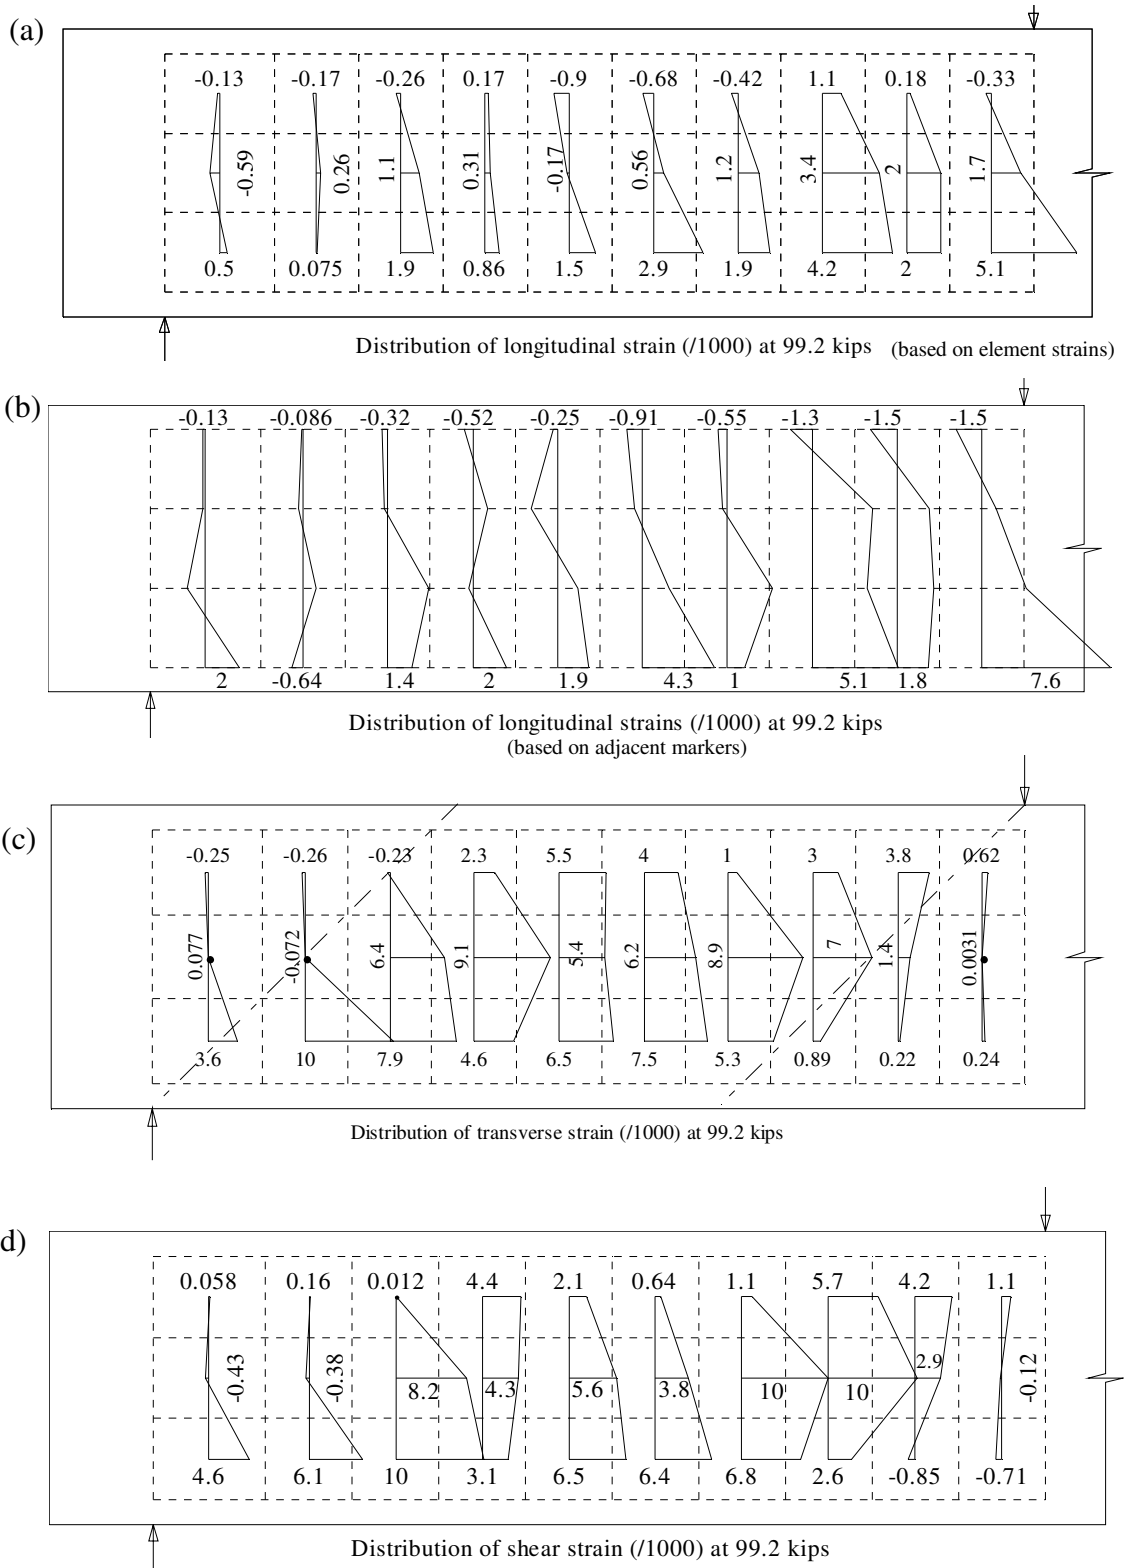 (a)
-0.13 -0.17 -0.26 0.17 -0.9 -0.68 -0.42 1.1 0.18 -0.33
-0.59 0.26 1.1 0.31 -0.17 0.56 1.2 3.4 2 1.7
0.5 0.075 1.9 0.86 1.5 2.9 1.9 4.2 2 5.1
Distribution of longitudinal strain (/1000) at 99.2 kips (based on element strains)
(b)
-0.13 -0.086 -0.32 -0.52 -0.25 -0.91 -0.55 -1.3 -1.5 -1.5
2 -0.64 1.4 2 1.9 4.3 1 5.1 1.8 7.6
Distribution of longitudinal strains (/1000) at 99.2 kips
(based on adjacent markers)
(c)
-0.25 -0.26 -0.23 2.3 5.5 4 1 3 3.8 0.62
0.077 -0.072 6.4 9.1 5.4 6.2 8.9 7 1.4 0.0031
3.6 10 7.9 4.6 6.5 7.5 5.3 0.89 0.22 0.24
Distribution of transverse strain (/1000) at 99.2 kips
d)
0.058 0.16 0.012 4.4 2.1 0.64 1.1 5.7 4.2 1.1
-0.43 -0.38 8.2 4.3 5.6 3.8 10 10 2.9 -0.12
4.6 6.1 10 3.1 6.5 6.4 6.8 2.6 -0.85 -0.71
Distribution of shear strain (/1000) at 99.2 kips